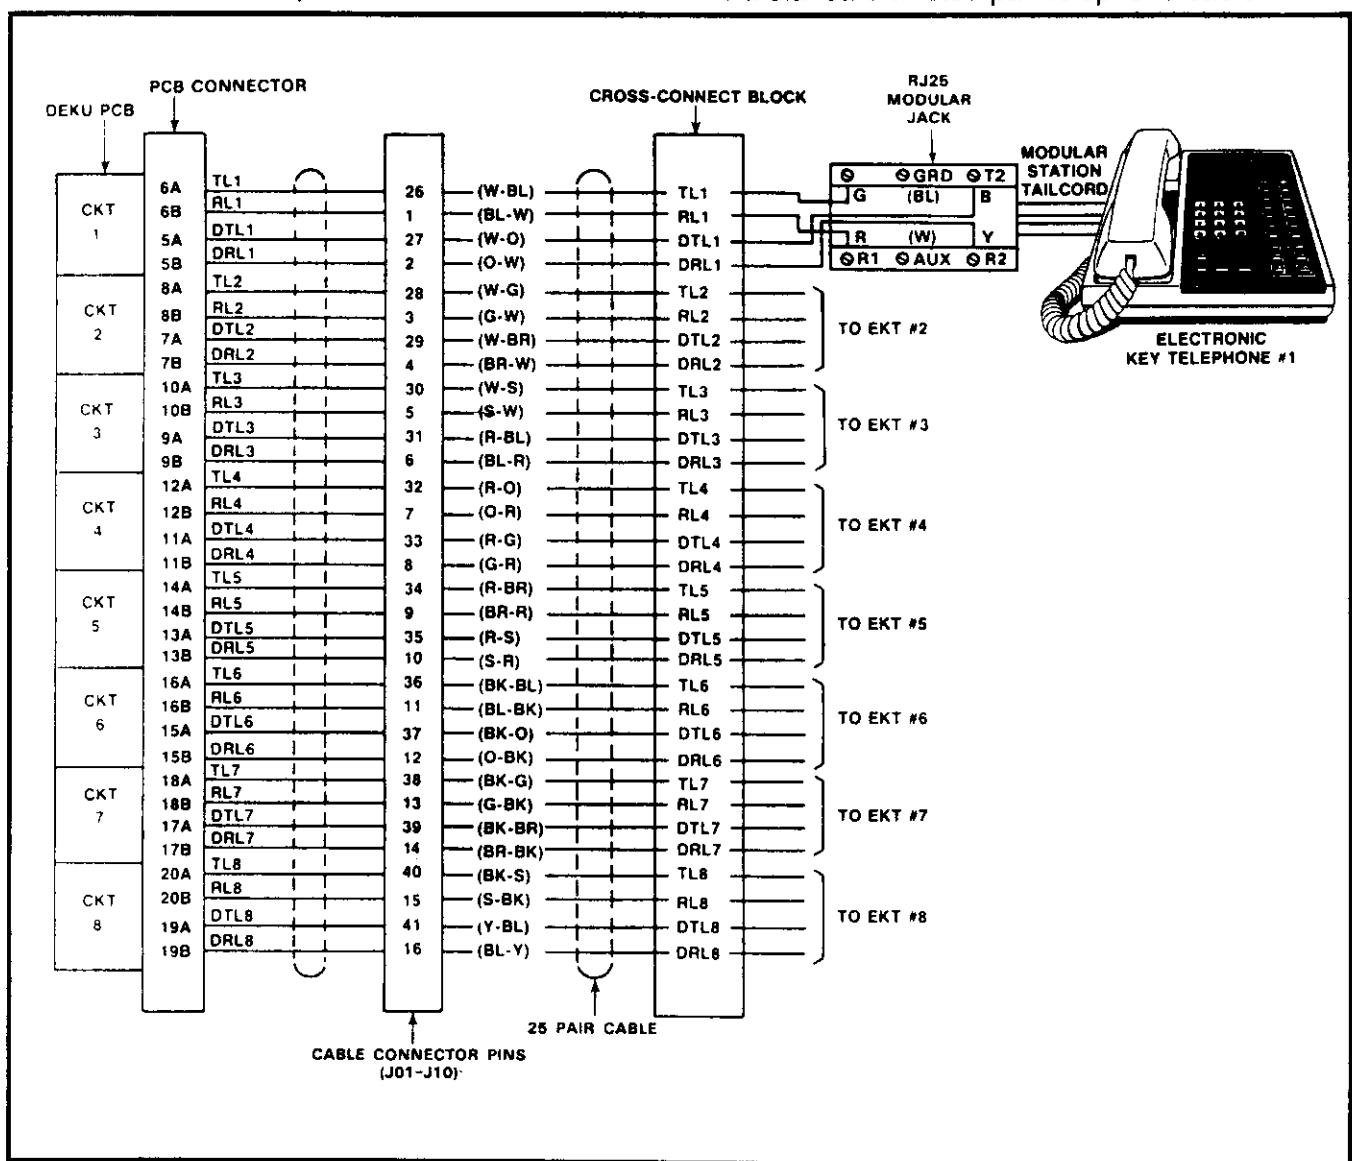 PCB CONNECTOR
DEKU PCB
CROSS-CONNECT BLOCK
RJ25
MODULAR
JACK
MODULAR
STATION
TAILCORD
GRD T2
G (BL) B
R (W) Y
R1 AUX R2
ELECTRONIC
KEY TELEPHONE #1
CKT
1
6A TL1 26 (W-BL) TL1
6B RL1 1 (BL-W) RL1
5A DTL1 27 (W-O) DTL1
5B DRL1 2 (O-W) DRL1
CKT
2
8A TL2 28 (W-G) TL2
8B RL2 3 (G-W) RL2
7A DTL2 29 (W-BR) DTL2
7B DRL2 4 (BR-W) DRL2
TO EKT #2
CKT
3
10A TL3 30 (W-S) TL3
10B RL3 5 (S-W) RL3
9A DTL3 31 (R-BL) DTL3
9B DRL3 6 (BL-R) DRL3
TO EKT #3
CKT
4
12A TL4 32 (R-O) TL4
12B RL4 7 (O-R) RL4
11A DTL4 33 (R-G) DTL4
11B DRL4 8 (G-R) DRL4
TO EKT #4
CKT
5
14A TL5 34 (R-BR) TL5
14B RL5 9 (BR-R) RL5
13A DTL5 35 (R-S) DTL5
13B DRL5 10 (S-R) DRL5
TO EKT #5
CKT
6
16A TL6 36 (BK-BL) TL6
16B RL6 11 (BL-BK) RL6
15A DTL6 37 (BK-O) DTL6
15B DRL6 12 (O-BK) DRL6
TO EKT #6
CKT
7
18A TL7 38 (BK-G) TL7
18B RL7 13 (G-BK) RL7
17A DTL7 39 (BK-BR) DTL7
17B DRL7 14 (BR-BK) DRL7
TO EKT #7
CKT
8
20A TL8 40 (BK-S) TL8
20B RL8 15 (S-BK) RL8
19A DTL8 41 (Y-BL) DTL8
19B DRL8 16 (BL-Y) DRL8
TO EKT #8
25 PAIR CABLE
CABLE CONNECTOR PINS
(J01-J10)